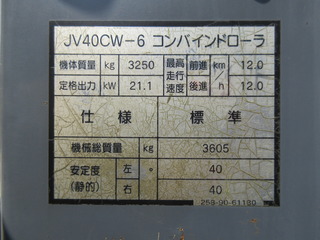 JV40CW-6 コンバインドローラ
機体質量 kg 3250 最高走行速度 前進 km/h 12.0
定格出力 kW 21.1 後進 12.0
仕様 標準
機械総質量 kg 3605
安定度(静的) 左 ° 40
右 40